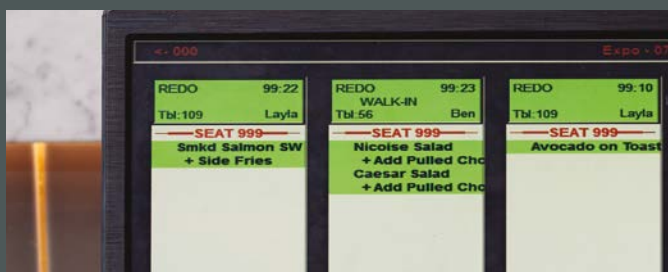 <- 000
Expo - 0
REDO 99:22
Tbl:109 Layla
SEAT 999
Smkd Salmon SW
+ Side Fries
REDO 99:23
WALK-IN
Tbl:56 Ben
SEAT 999
Nicoise Salad
+ Add Pulled Chc
Caesar Salad
+ Add Pulled Chc
REDO 99:10
Tbl:109 Layla
SEAT 999
Avocado on Toast